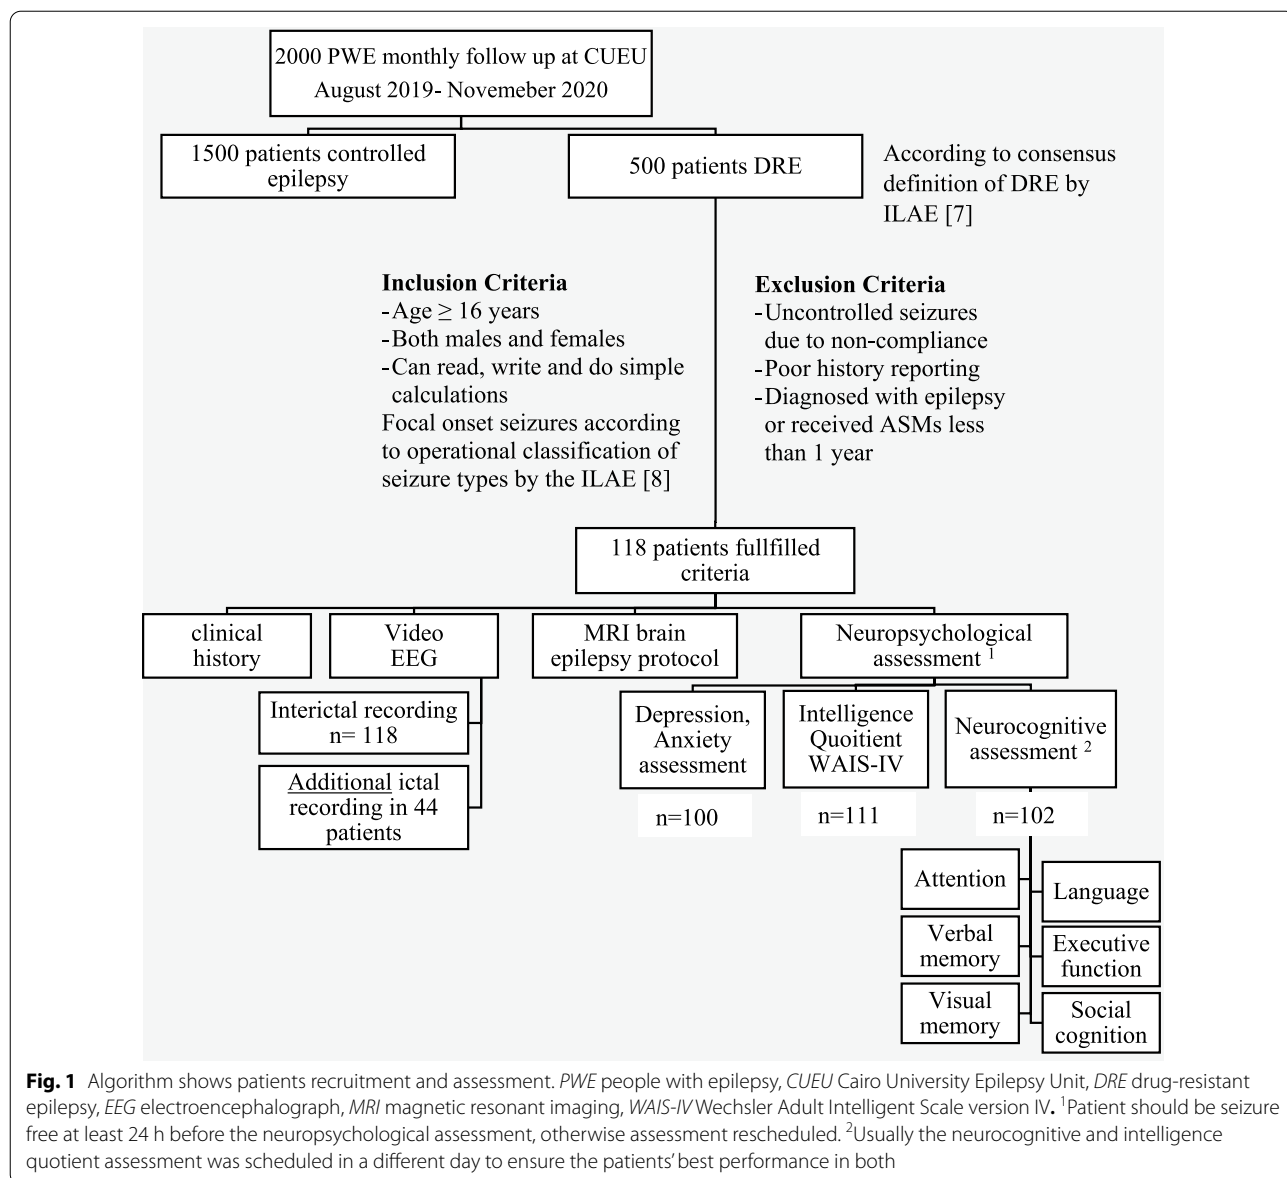 2000 PWE monthly follow up at CUEU
August 2019- Novemeber 2020
1500 patients controlled
epilepsy
500 patients DRE
According to consensus
definition of DRE by
ILAE [7]
Inclusion Criteria
-Age ≥ 16 years
-Both males and females
-Can read, write and do simple
calculations
Focal onset seizures according
to operational classification of
seizure types by the ILAE [8]
Exclusion Criteria
-Uncontrolled seizures
due to non-compliance
-Poor history reporting
-Diagnosed with epilepsy
or received ASMs less
than 1 year
118 patients fullfilled
criteria
clinical
history
Video
EEG
MRI brain
epilepsy protocol
Neuropsychological
assessment 1
Interictal recording
n= 118
Additional ictal
recording in 44
patients
Depression,
Anxiety
assessment
n=100
Intelligence
Quoitient
WAIS-IV
n=111
Neurocognitive
assessment 2
n=102
Attention
Language
Verbal
memory
Executive
function
Visual
memory
Social
cognition
Fig. 1 Algorithm shows patients recruitment and assessment. PWE people with epilepsy, CUEU Cairo University Epilepsy Unit, DRE drug-resistant
epilepsy, EEG electroencephalograph, MRI magnetic resonant imaging, WAIS-IV Wechsler Adult Intelligent Scale version IV. 1Patient should be seizure
free at least 24 h before the neuropsychological assessment, otherwise assessment rescheduled. 2Usually the neurocognitive and intelligence
quotient assessment was scheduled in a different day to ensure the patients' best performance in both